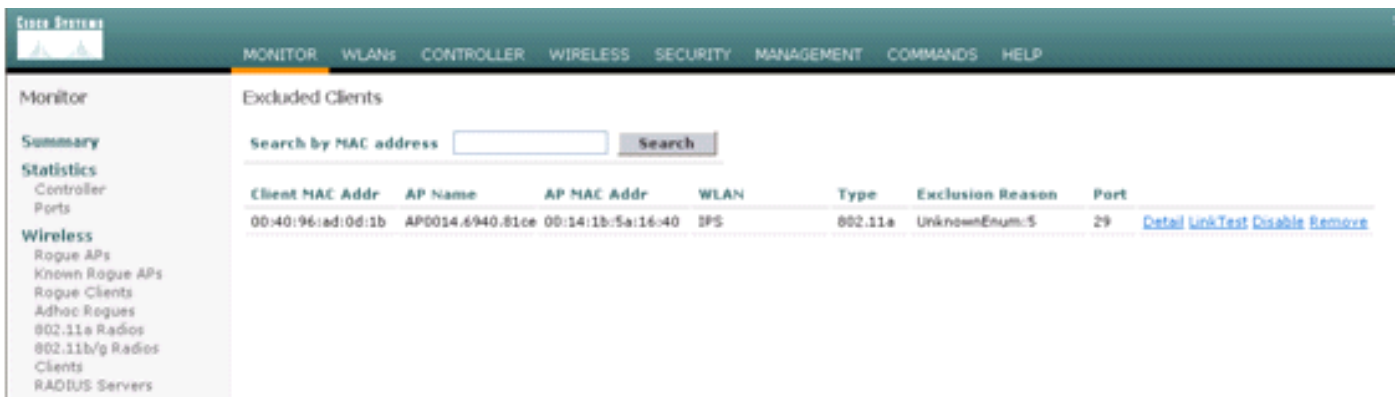 CISCO SYSTEMS
MONITOR WLANs CONTROLLER WIRELESS SECURITY MANAGEMENT COMMANDS HELP
Monitor
Summary
Statistics
Controller
Ports
Wireless
Rogue APs
Known Rogue APs
Rogue Clients
Adhoc Rogues
802.11a Radios
802.11b/g Radios
Clients
RADIUS Servers
Excluded Clients
Search by MAC address Search
Client MAC Addr AP Name AP MAC Addr WLAN Type Exclusion Reason Port
00:40:96:ad:0d:1b AP0014.6940.81ce 00:14:1b:5a:16:40 IPS 802.11a UnknownEnum:5 29 Detail LinkTest Disable Remove